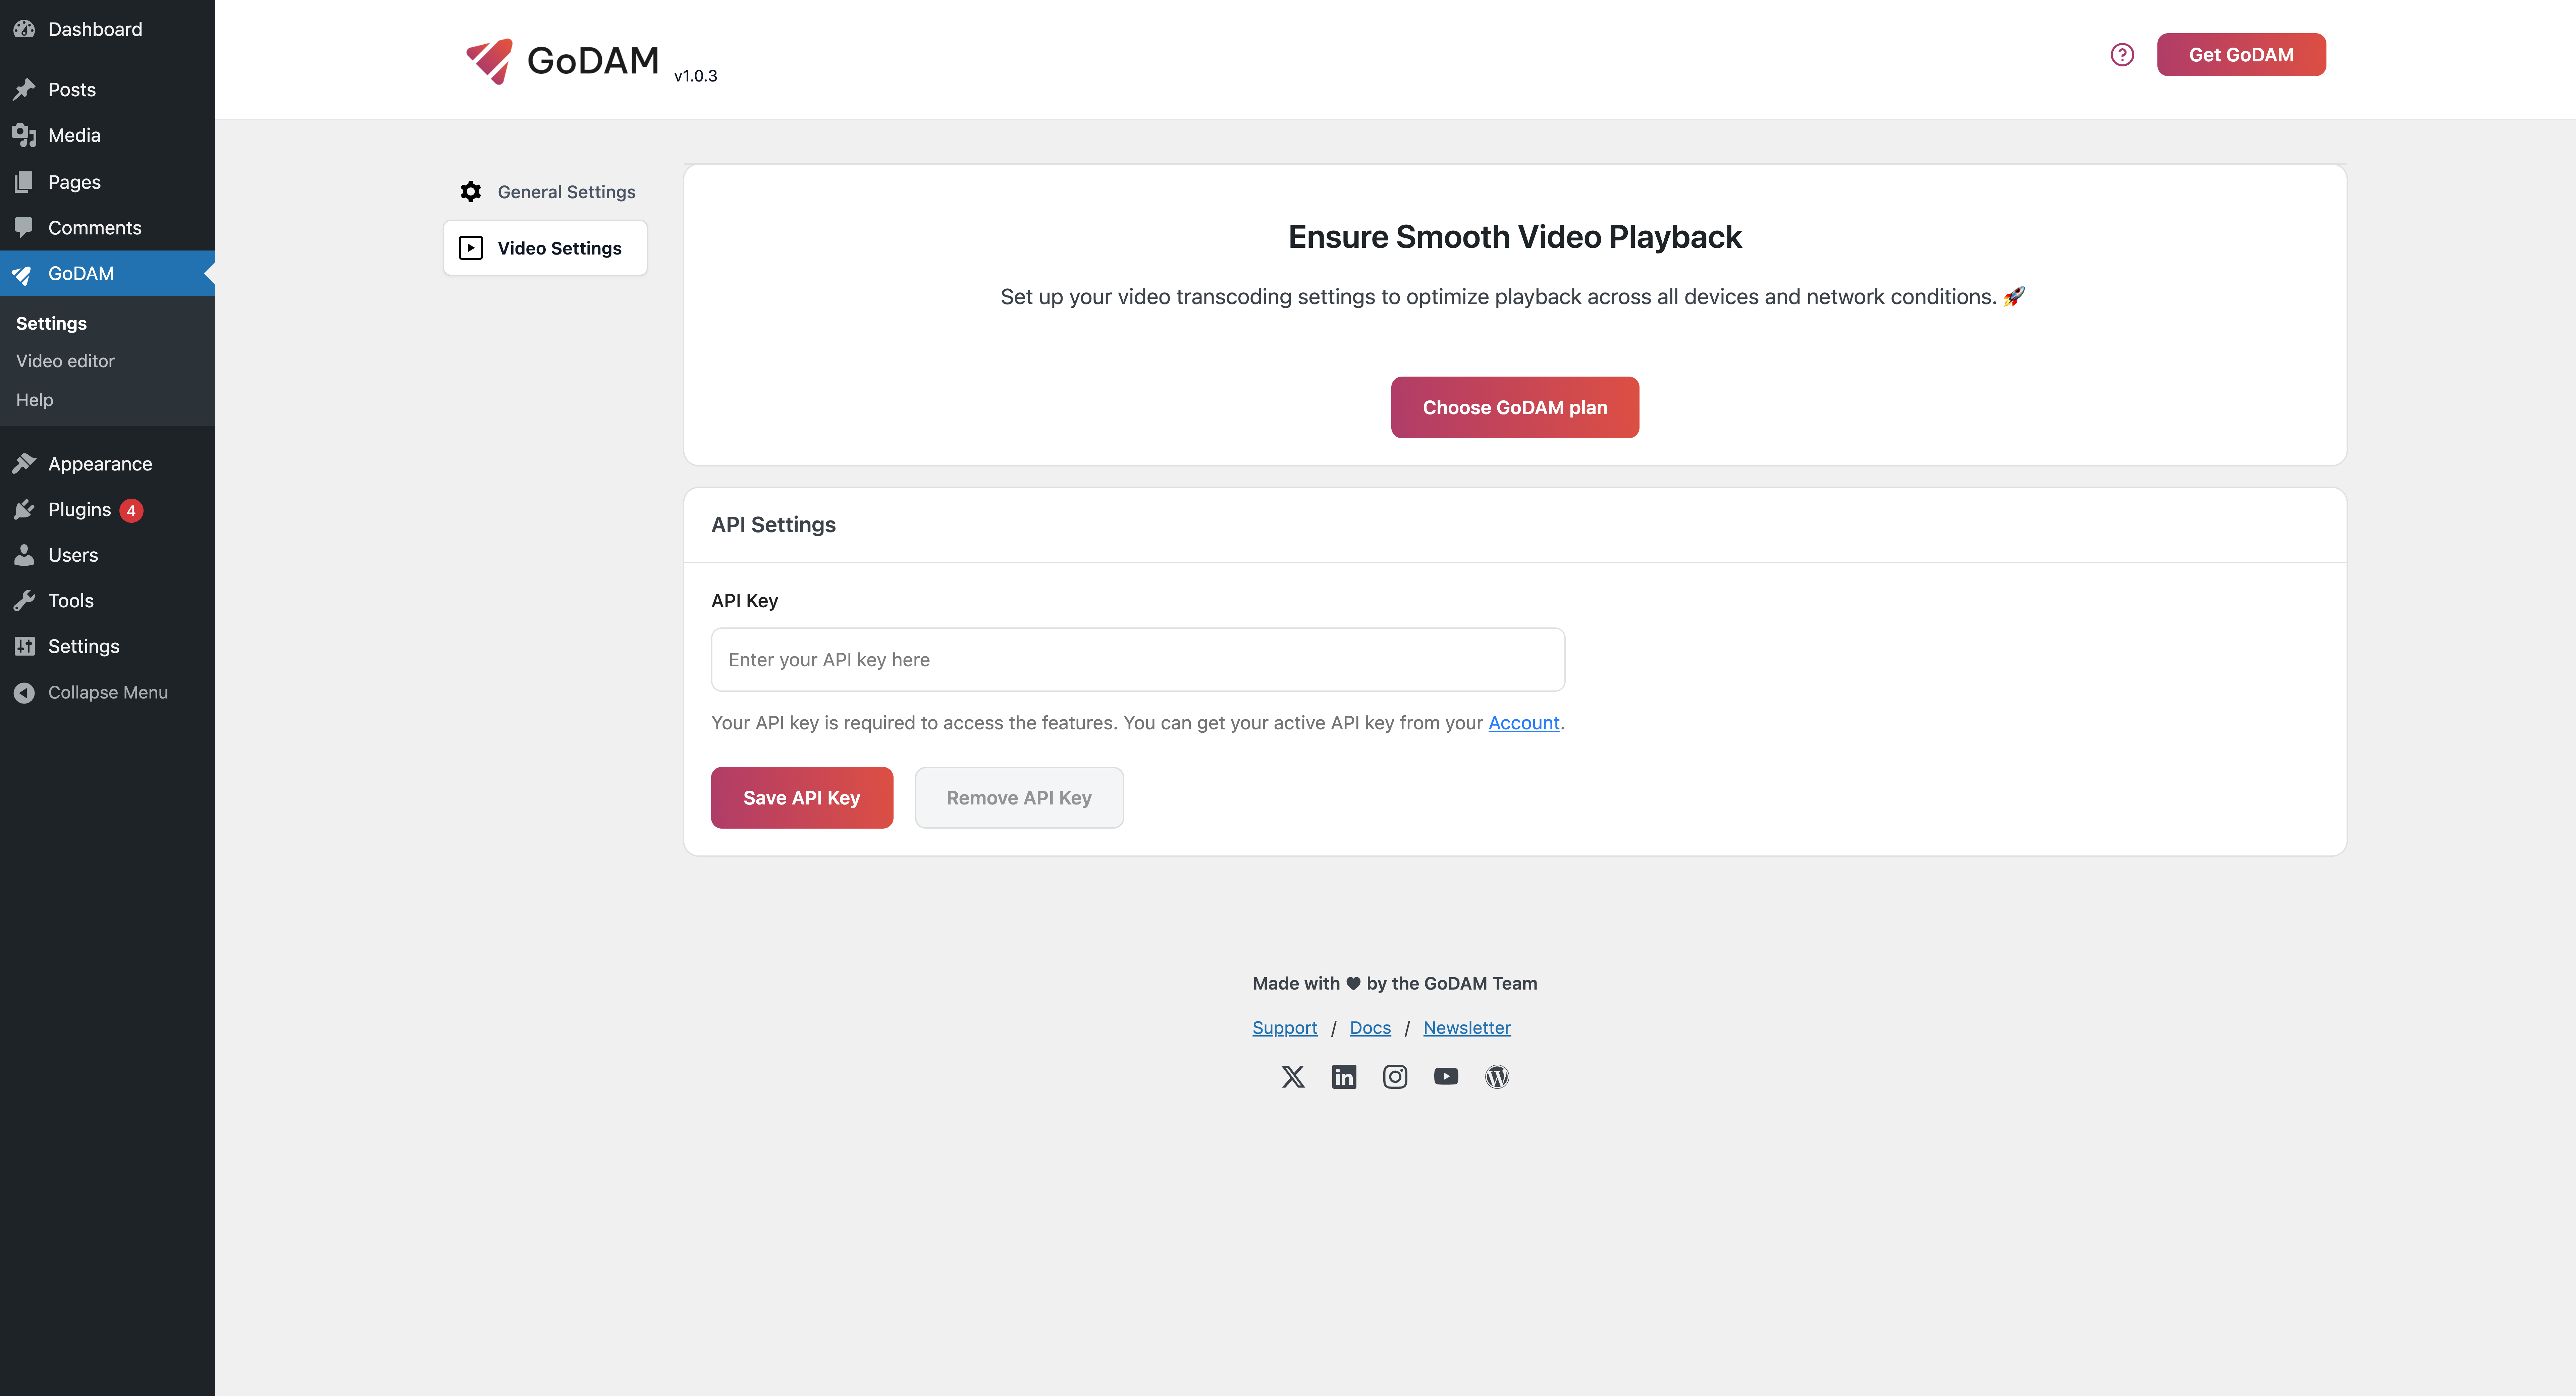 Dashboard
Posts
Media
Pages
Comments
GoDAM
Settings
Video editor
Help
Appearance
Plugins 4
Users
Tools
Settings
Collapse Menu
GoDAM v1.0.3
Get GoDAM
General Settings
Video Settings
Ensure Smooth Video Playback
Set up your video transcoding settings to optimize playback across all devices and network conditions. 🚀
Choose GoDAM plan
API Settings
API Key
Enter your API key here
Your API key is required to access the features. You can get your active API key from your Account.
Save API Key
Remove API Key
Made with ♥ by the GoDAM Team
Support / Docs / Newsletter